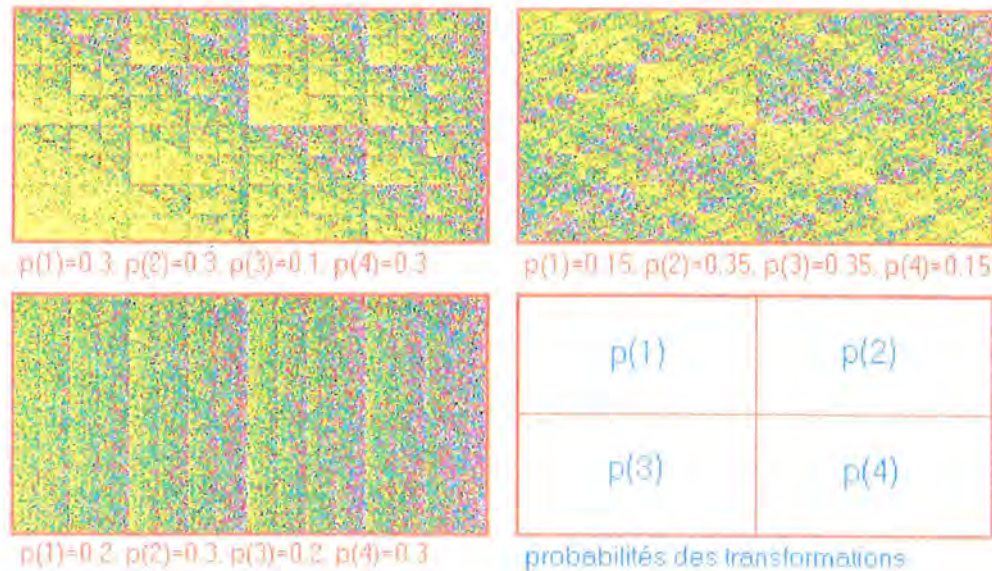 p(1)=0.3, p(2)=0.3, p(3)=0.1, p(4)=0.3
p(1)=0.15, p(2)=0.35, p(3)=0.35, p(4)=0.15
p(1)
p(2)
p(3)
p(4)
p(1)=0.2, p(2)=0.3, p(3)=0.2, p(4)=0.3
probabilités des transformations